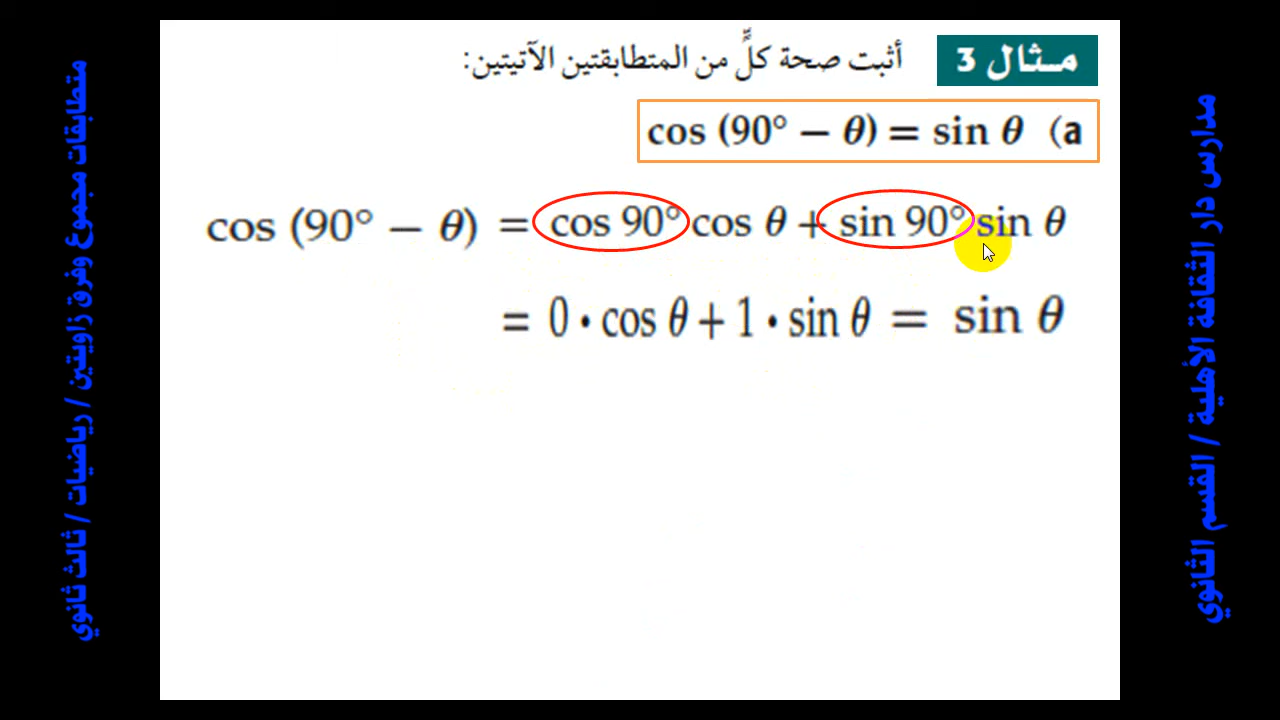 مـثال 3 أثبت صحة كلٍّ من المتطابقتين الآتيتين:
a) cos (90° − θ) = sin θ
cos (90° − θ) = cos 90° cos θ + sin 90° sin θ
= 0 • cos θ + 1 • sin θ = sin θ
مدارس دار الثقافة الأهلية / القسم الثانوي
متطابقات مجموع وفرق زاويتين / رياضيات / ثالث ثانوي